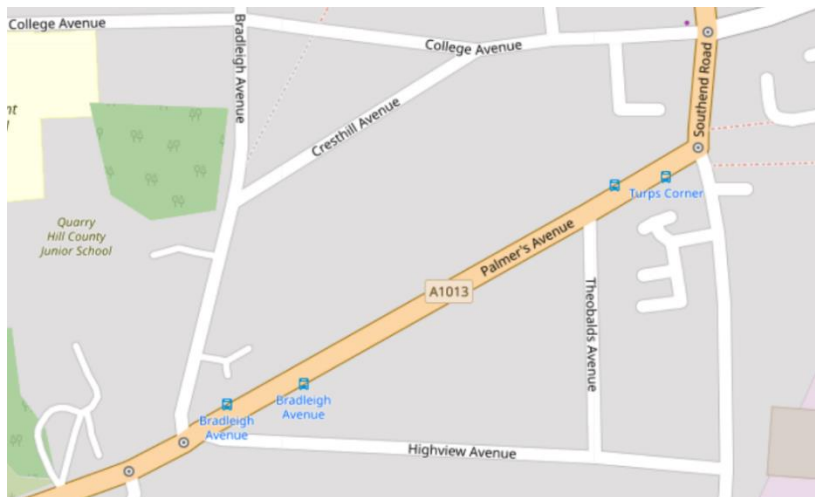 College Avenue
College Avenue
Bradleigh Avenue
Southend Road
Cresthill Avenue
nt
Turps Corner
Quarry
Hill County
Junior School
Palmer's Avenue
A1013
Theobalds Avenue
Bradleigh
Avenue
Bradleigh
Avenue
Highview Avenue